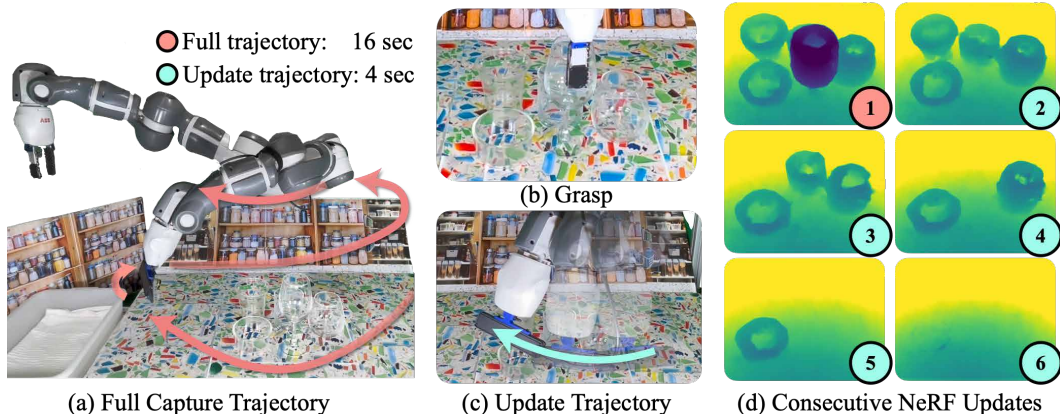 Full trajectory: 16 sec
Update trajectory: 4 sec
ABB
(a) Full Capture Trajectory
(b) Grasp
(c) Update Trajectory
1
2
3
4
5
6
(d) Consecutive NeRF Updates